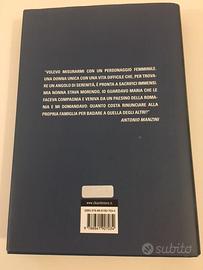 "VOLEVO MISURARMI CON UN PERSONAGGIO FEMMINILE.
UNA DONNA UNICA CON UNA VITA DIFFICILE CHE, PER TROVA-
RE UN ANGOLO DI SERENITÀ, È PRONTA A SACRIFICI IMMENSI.
MIA NONNA STAVA MORENDO. IO GUARDAVO MARIA CHE LE
FACEVA COMPAGNIA E VENIVA DA UN PAESINO DELLA ROMA-
NIA E MI DOMANDAVO: QUANTO COSTA RINUNCIARE ALLA
PROPRIA FAMIGLIA PER BADARE A QUELLA DEGLI ALTRI?"
ANTONIO MANZINI
subito